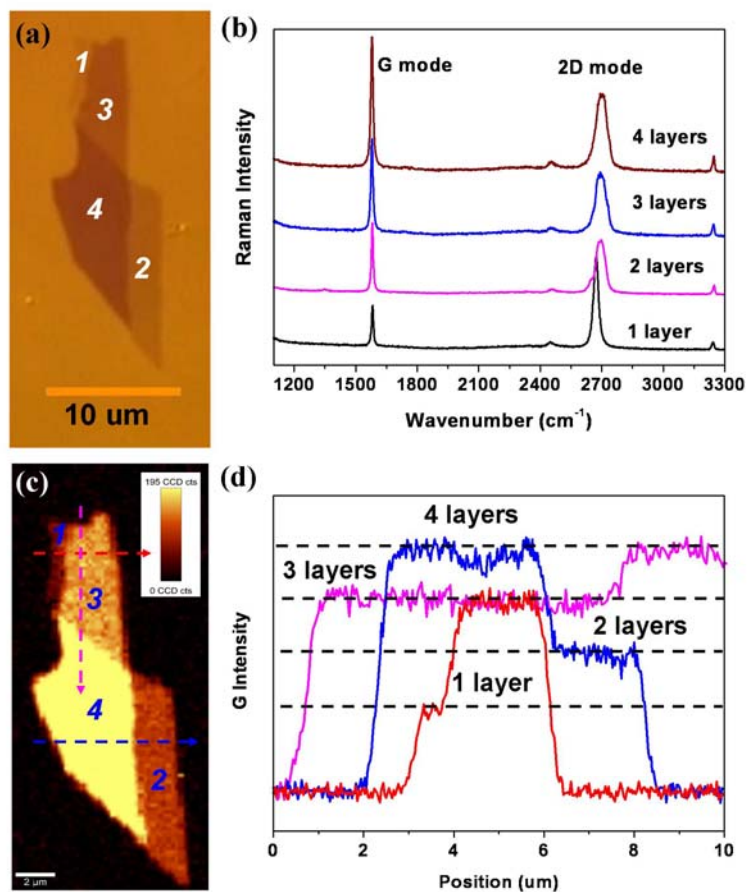 (a)
1
3
4
2
10 um
(b)
G mode
2D mode
4 layers
3 layers
2 layers
1 layer
Raman Intensity
1100 1500 1800 2100 2400 2700 3000 3300
Wavenumber (cm⁻¹)
(c)
195 CCD cts
0 CCD cts
1
3
4
2
2 µm
(d)
4 layers
3 layers
2 layers
1 layer
G Intensity
0 2 4 6 8 10
Position (um)